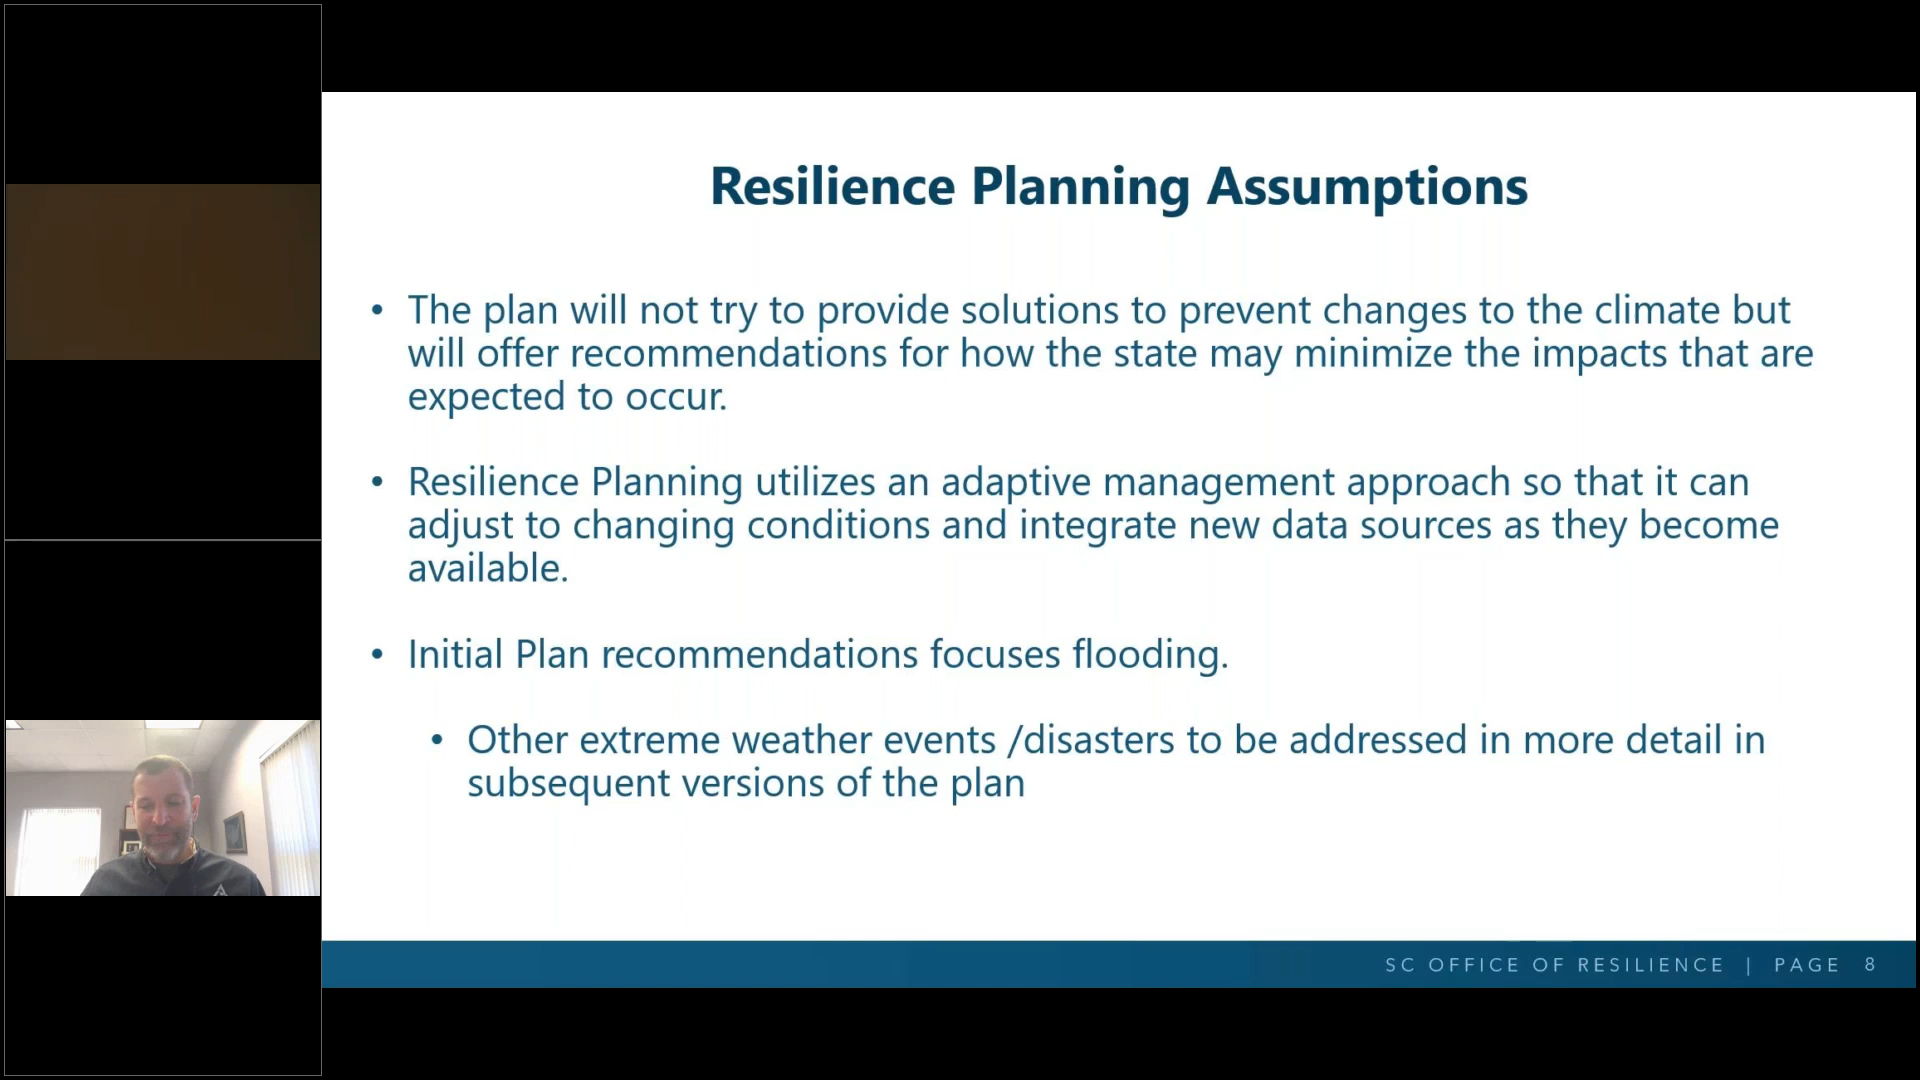 Resilience Planning Assumptions
• The plan will not try to provide solutions to prevent changes to the climate but
will offer recommendations for how the state may minimize the impacts that are
expected to occur.
• Resilience Planning utilizes an adaptive management approach so that it can
adjust to changing conditions and integrate new data sources as they become
available.
• Initial Plan recommendations focuses flooding.
• Other extreme weather events /disasters to be addressed in more detail in
subsequent versions of the plan
SC OFFICE OF RESILIENCE | PAGE 8